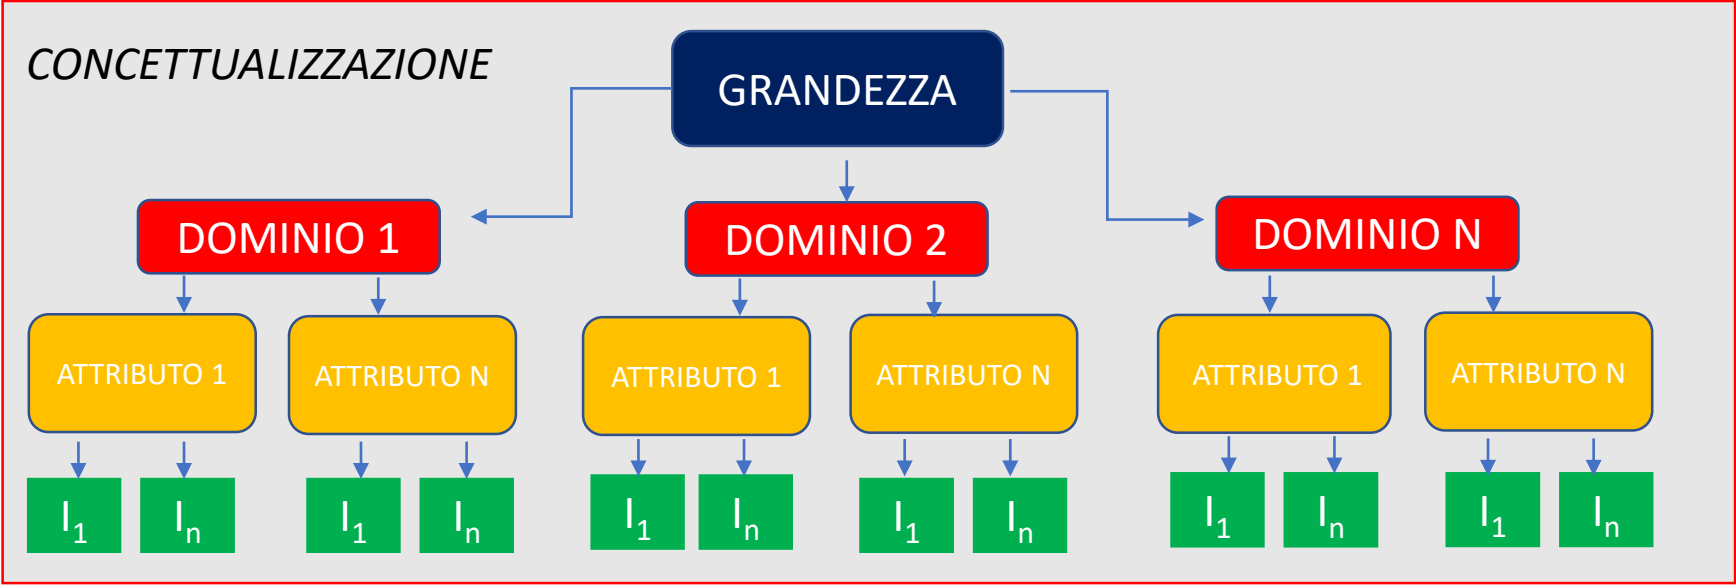 CONCETTUALIZZAZIONE
GRANDEZZA
DOMINIO 1
DOMINIO 2
DOMINIO N
ATTRIBUTO 1
ATTRIBUTO N
ATTRIBUTO 1
ATTRIBUTO N
ATTRIBUTO 1
ATTRIBUTO N
I₁
Iₙ
I₁
Iₙ
I₁
Iₙ
I₁
Iₙ
I₁
Iₙ
I₁
Iₙ